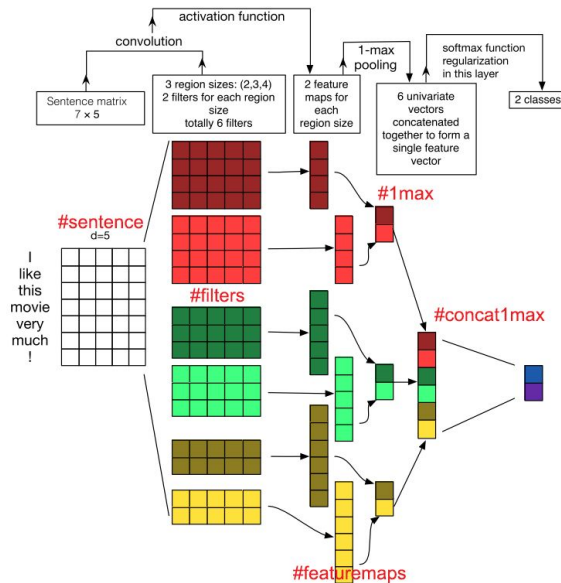 activation function
convolution
1-max
pooling
softmax function
regularization
in this layer
Sentence matrix
7 × 5
3 region sizes: (2,3,4)
2 filters for each region
size
totally 6 filters
2 feature
maps for
each
region size
6 univariate
vectors
concatenated
together to form a
single feature
vector
2 classes
#sentence
d=5
I
like
this
movie
very
much
!
#filters
#1max
#concat1max
#featuremaps